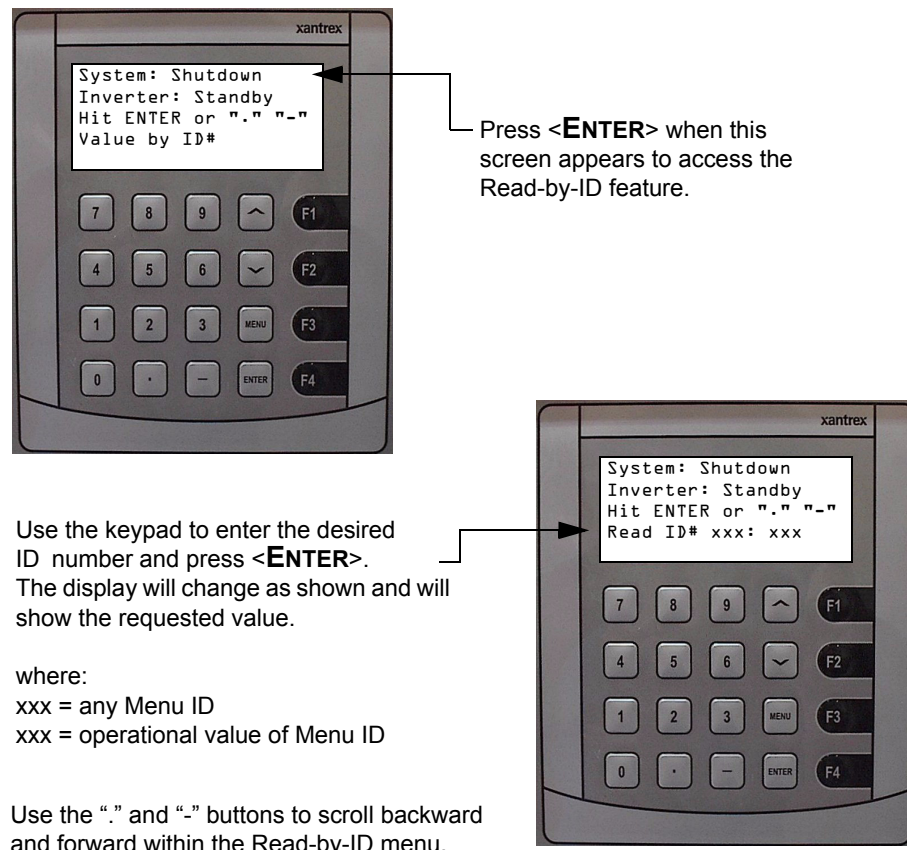 xantrex
System: Shutdown
Inverter: Standby
Hit ENTER or "." "-"
Value by ID#
Press <ENTER> when this
screen appears to access the
Read-by-ID feature.
7 8 9 F1
4 5 6 F2
1 2 3 MENU F3
0 . – ENTER F4
xantrex
System: Shutdown
Inverter: Standby
Hit ENTER or "." "-"
Read ID# xxx: xxx
Use the keypad to enter the desired
ID number and press <ENTER>.
The display will change as shown and will
show the requested value.
where:
xxx = any Menu ID
xxx = operational value of Menu ID
7 8 9 F1
4 5 6 F2
1 2 3 MENU F3
0 . – ENTER F4
Use the “.” and “-” buttons to scroll backward
and forward within the Read-by-ID menu.